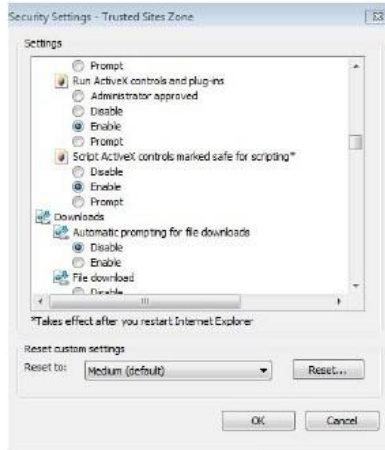 Security Settings - Trusted Sites Zone
Settings
Prompt
Run ActiveX controls and plug-ins
Administrator approved
Disable
Enable
Prompt
Script ActiveX controls marked safe for scripting*
Disable
Enable
Prompt
Downloads
Automatic prompting for file downloads
Disable
Enable
File download
Disable
*Takes effect after you restart Internet Explorer
Reset custom settings
Reset to: Medium (default) Reset...
OK Cancel